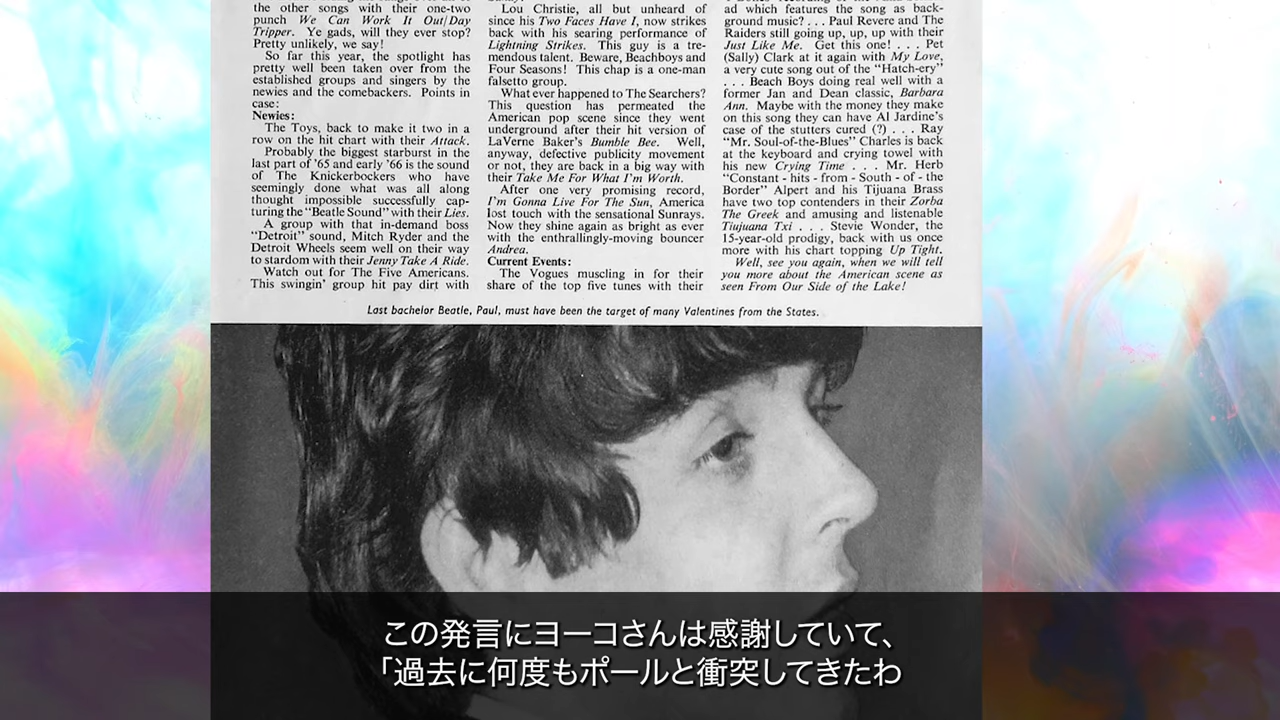 the other songs with their one-two
punch We Can Work It Out/Day
Tripper. Ye gads, will they ever stop?
Pretty unlikely, we say!
So far this year, the spotlight has
pretty well been taken over from the
established groups and singers by the
newies and the comebackers. Points in
case:
Newies:
The Toys, back to make it two in a
row on the hit chart with their Attack.
Probably the biggest starburst in the
last part of '65 and early '66 is the sound
of The Knickerbockers who have
seemingly done what was all along
thought impossible successfully cap-
turing the "Beatle Sound" with their Lies.
A group with that in-demand boss
"Detroit" sound, Mitch Ryder and the
Detroit Wheels seem well on their way
to stardom with their Jenny Take A Ride.
Watch out for The Five Americans.
This swingin' group hit pay dirt with
Lou Christie, all but unheard of
since his Two Faces Have I, now strikes
back with his searing performance of
Lightning Strikes. This guy is a tre-
mendous talent. Beware, Beachboys and
Four Seasons! This chap is a one-man
falsetto group.
What ever happened to The Searchers?
This question has permeated the
American pop scene since they went
underground after their hit version of
LaVerne Baker's Bumble Bee. Well,
anyway, defective publicity movement
or not, they are back in a big way with
their Take Me For What I'm Worth.
After one very promising record,
I'm Gonna Live For The Sun, America
lost touch with the sensational Sunrays.
Now they shine again as bright as ever
with the enthrallingly-moving bouncer
Andrea.
Current Events:
The Vogues muscling in for their
share of the top five tunes with their
ad which features the song as back-
ground music? . . . Paul Revere and The
Raiders still going up, up, up with their
Just Like Me. Get this one! . . . Pet
(Sally) Clark at it again with My Love,
a very cute song out of the "Hatch-ery"
. . . Beach Boys doing real well with a
former Jan and Dean classic, Barbara
Ann. Maybe with the money they make
on this song they can have Al Jardine's
case of the stutters cured (?) . . . Ray
"Mr. Soul-of-the-Blues" Charles is back
at the keyboard and crying towel with
his new Crying Time . . . Mr. Herb
"Constant - hits - from - South - of - the
Border" Alpert and his Tijuana Brass
have two top contenders in their Zorba
The Greek and amusing and listenable
Tiujuana Txi . . . Stevie Wonder, the
15-year-old prodigy, back with us once
more with his chart topping Up Tight.
Well, see you again, when we will tell
you more about the American scene as
seen From Our Side of the Lake!
Last bachelor Beatle, Paul, must have been the target of many Valentines from the States.
この発言にヨーコさんは感謝していて、
「過去に何度もポールと衝突してきたわ